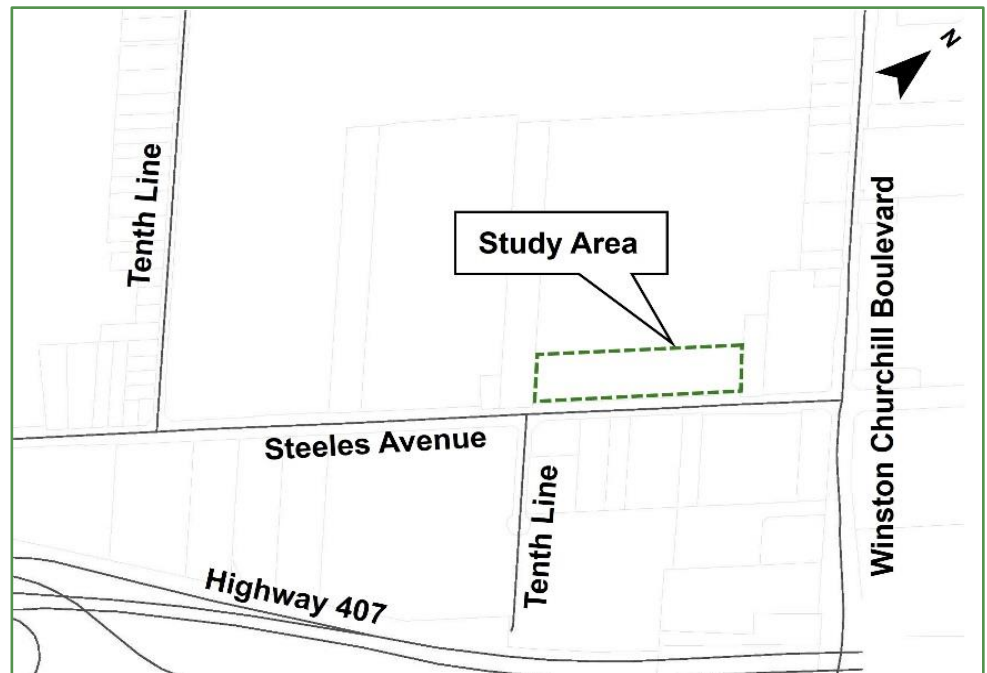 N
Tenth Line
Study Area
Winston Churchill Boulevard
Steeles Avenue
Tenth Line
Highway 407